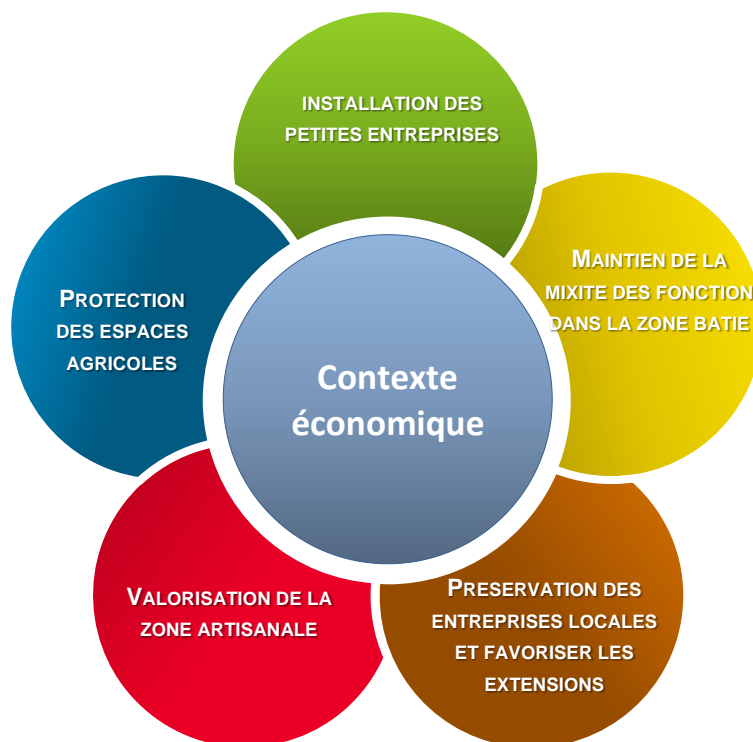 INSTALLATION DES
PETITES ENTREPRISES
MAINTIEN DE LA
MIXITE DES FONCTION
DANS LA ZONE BATIE
PROTECTION
DES ESPACES
AGRICOLES
Contexte
économique
VALORISATION DE LA
ZONE ARTISANALE
PRESERVATION DES
ENTREPRISES LOCALES
ET FAVORISER LES
EXTENSIONS